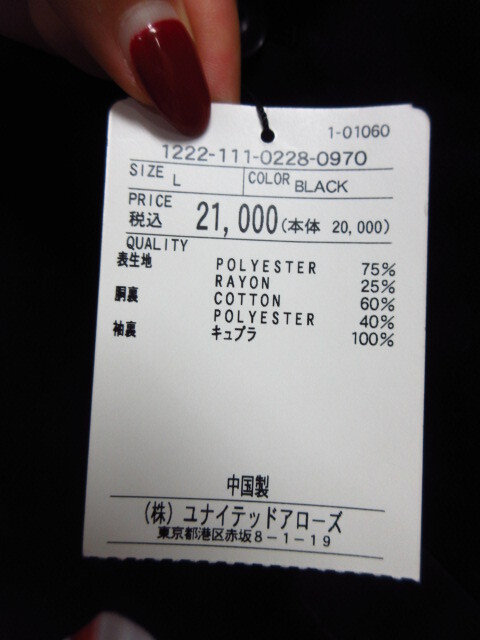 1-01060
1222-111-0228-0970
SIZE L COLOR BLACK
PRICE
税込 21,000(本体 20,000)
QUALITY
表生地 POLYESTER 75%
RAYON 25%
胴裏 COTTON 60%
POLYESTER 40%
袖裏 キュプラ 100%
中国製
(株) ユナイテッドアローズ
東京都港区赤坂8-1-19